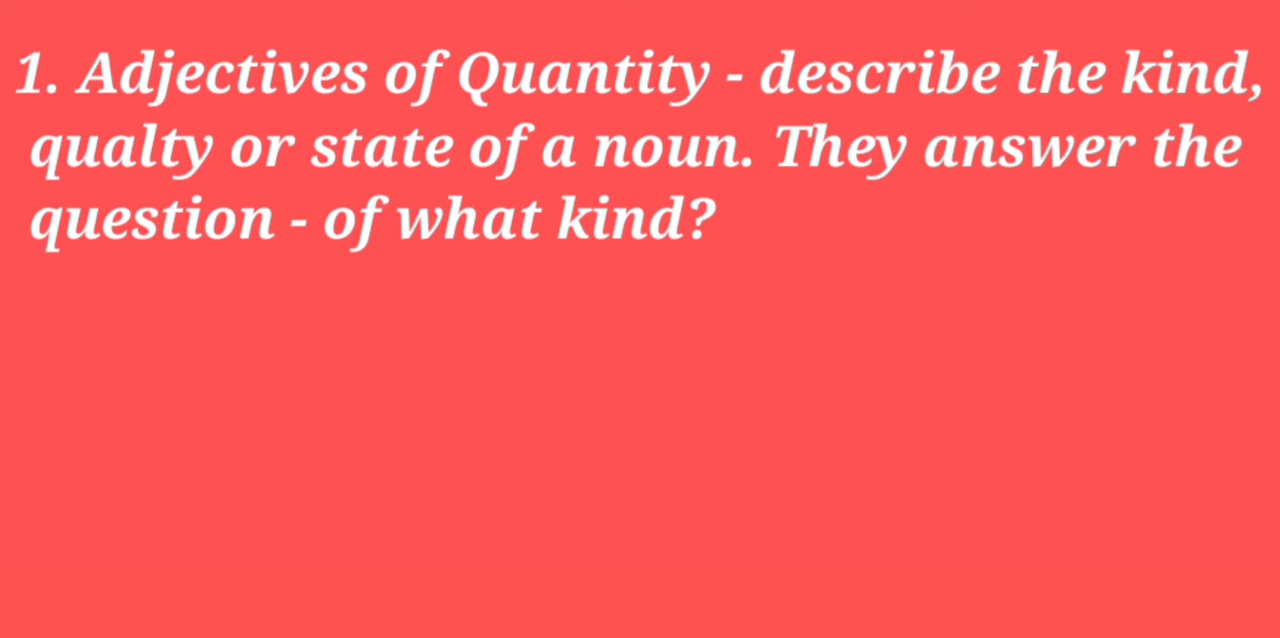 1. Adjectives of Quantity - describe the kind,
qualty or state of a noun. They answer the
question - of what kind?